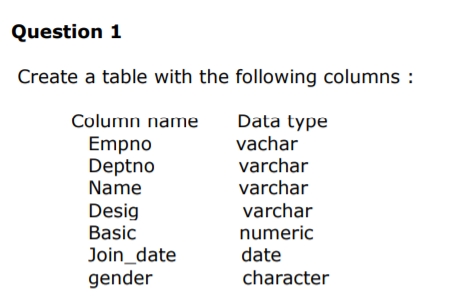 Question 1
Create a table with the following columns :
Column name Data type
Empno vachar
Deptno varchar
Name varchar
Desig varchar
Basic numeric
Join_date date
gender character